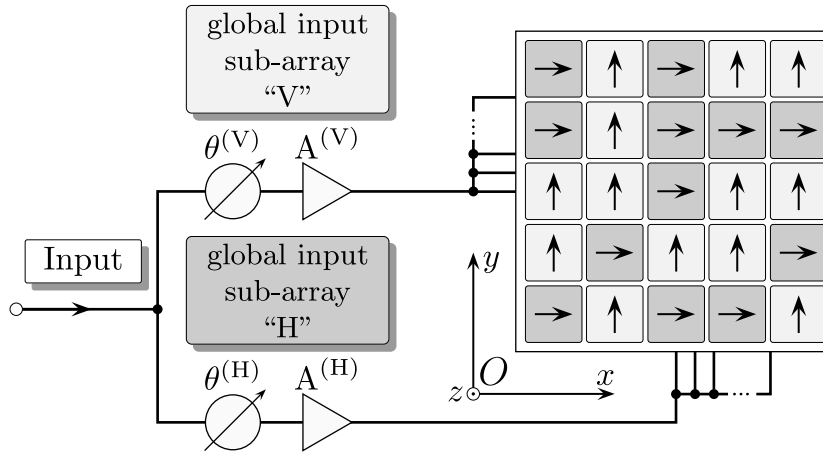 global input
sub-array
“V”
θ(V)
A(V)
...
Input
global input
sub-array
“H”
θ(H)
A(H)
y
z
O
x
...